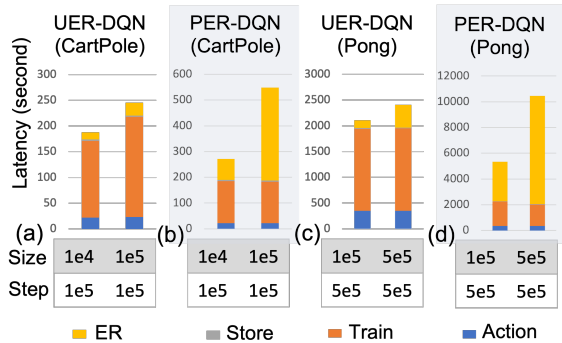 UER-DQN
(CartPole)
PER-DQN
(CartPole)
UER-DQN
(Pong)
PER-DQN
(Pong)
Latency (second)
300
250
200
150
100
50
0
600
500
400
300
200
100
0
3000
2500
2000
1500
1000
500
0
12000
10000
8000
6000
4000
2000
0
(a) (b) (c) (d)
Size 1e4 1e5 1e4 1e5 1e5 5e5 1e5 5e5
Step 1e5 1e5 1e5 1e5 5e5 5e5 5e5 5e5
ER Store Train Action